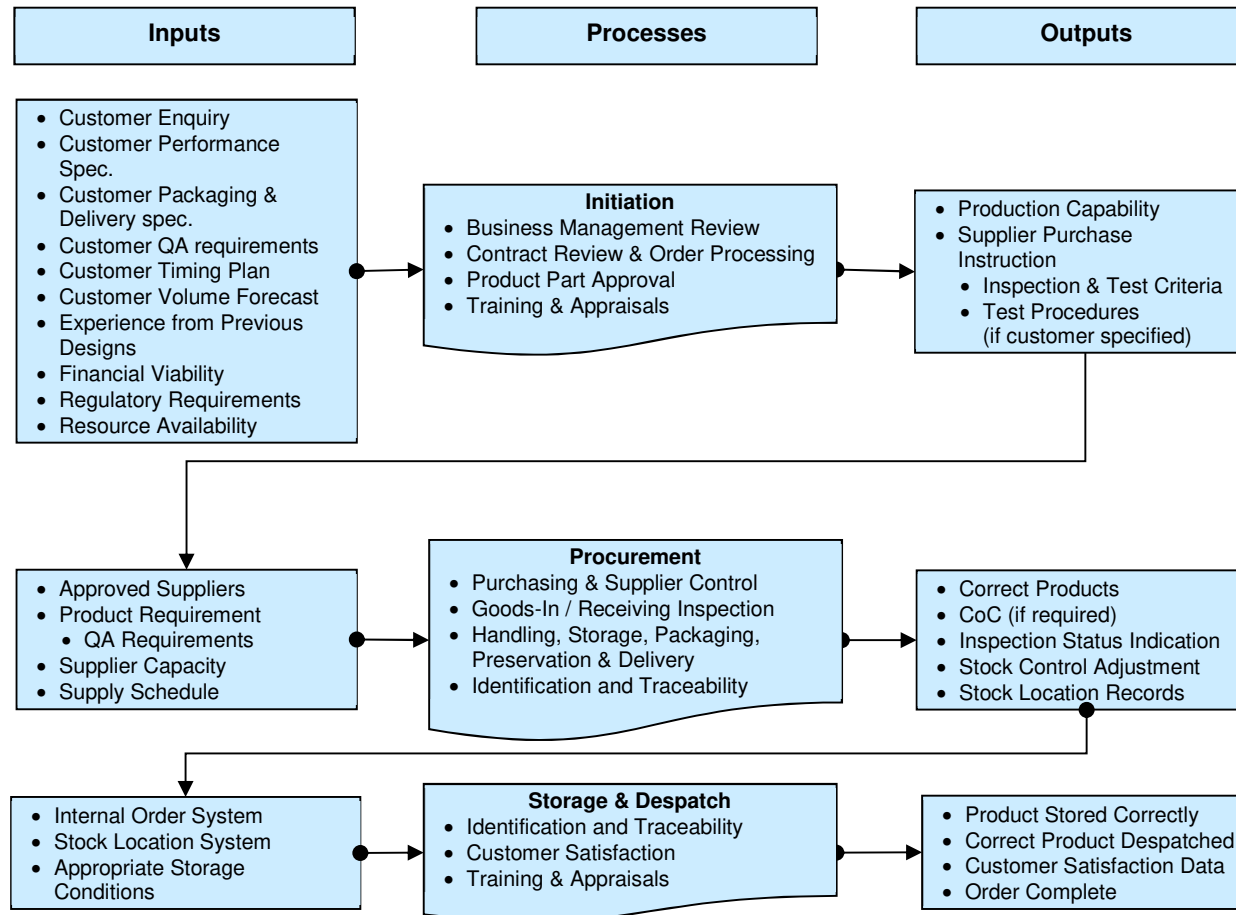 Inputs
Processes
Outputs
• Customer Enquiry
• Customer Performance
Spec.
• Customer Packaging &
Delivery spec.
• Customer QA requirements
• Customer Timing Plan
• Customer Volume Forecast
• Experience from Previous
Designs
• Financial Viability
• Regulatory Requirements
• Resource Availability
Initiation
• Business Management Review
• Contract Review & Order Processing
• Product Part Approval
• Training & Appraisals
• Production Capability
• Supplier Purchase
Instruction
• Inspection & Test Criteria
• Test Procedures
(if customer specified)
• Approved Suppliers
• Product Requirement
• QA Requirements
• Supplier Capacity
• Supply Schedule
Procurement
• Purchasing & Supplier Control
• Goods-In / Receiving Inspection
• Handling, Storage, Packaging,
Preservation & Delivery
• Identification and Traceability
• Correct Products
• CoC (if required)
• Inspection Status Indication
• Stock Control Adjustment
• Stock Location Records
• Internal Order System
• Stock Location System
• Appropriate Storage
Conditions
Storage & Despatch
• Identification and Traceability
• Customer Satisfaction
• Training & Appraisals
• Product Stored Correctly
• Correct Product Despatched
• Customer Satisfaction Data
• Order Complete